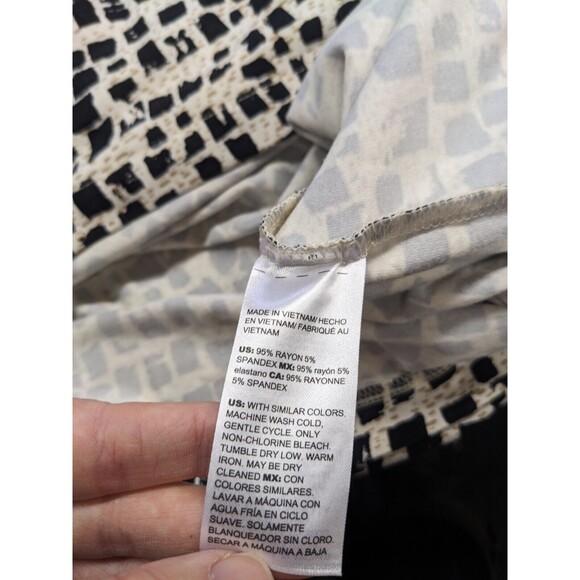 MADE IN VIETNAM/HECHO
EN VIETNAM/ FABRIQUÉ AU
VIETNAM
US: 95% RAYON 5%
SPANDEX MX: 95% rayón 5%
elastano CA: 95% RAYONNE
5% SPANDEX
US: WITH SIMILAR COLORS.
MACHINE WASH COLD,
GENTLE CYCLE. ONLY
NON-CHLORINE BLEACH.
TUMBLE DRY LOW. WARM
IRON. MAY BE DRY
CLEANED MX: CON
COLORES SIMILARES.
LAVAR A MÁQUINA CON
AGUA FRÍA EN CICLO
SUAVE. SOLAMENTE
BLANQUEADOR SIN CLORO.
SECAR A MÁQUINA A BAJA